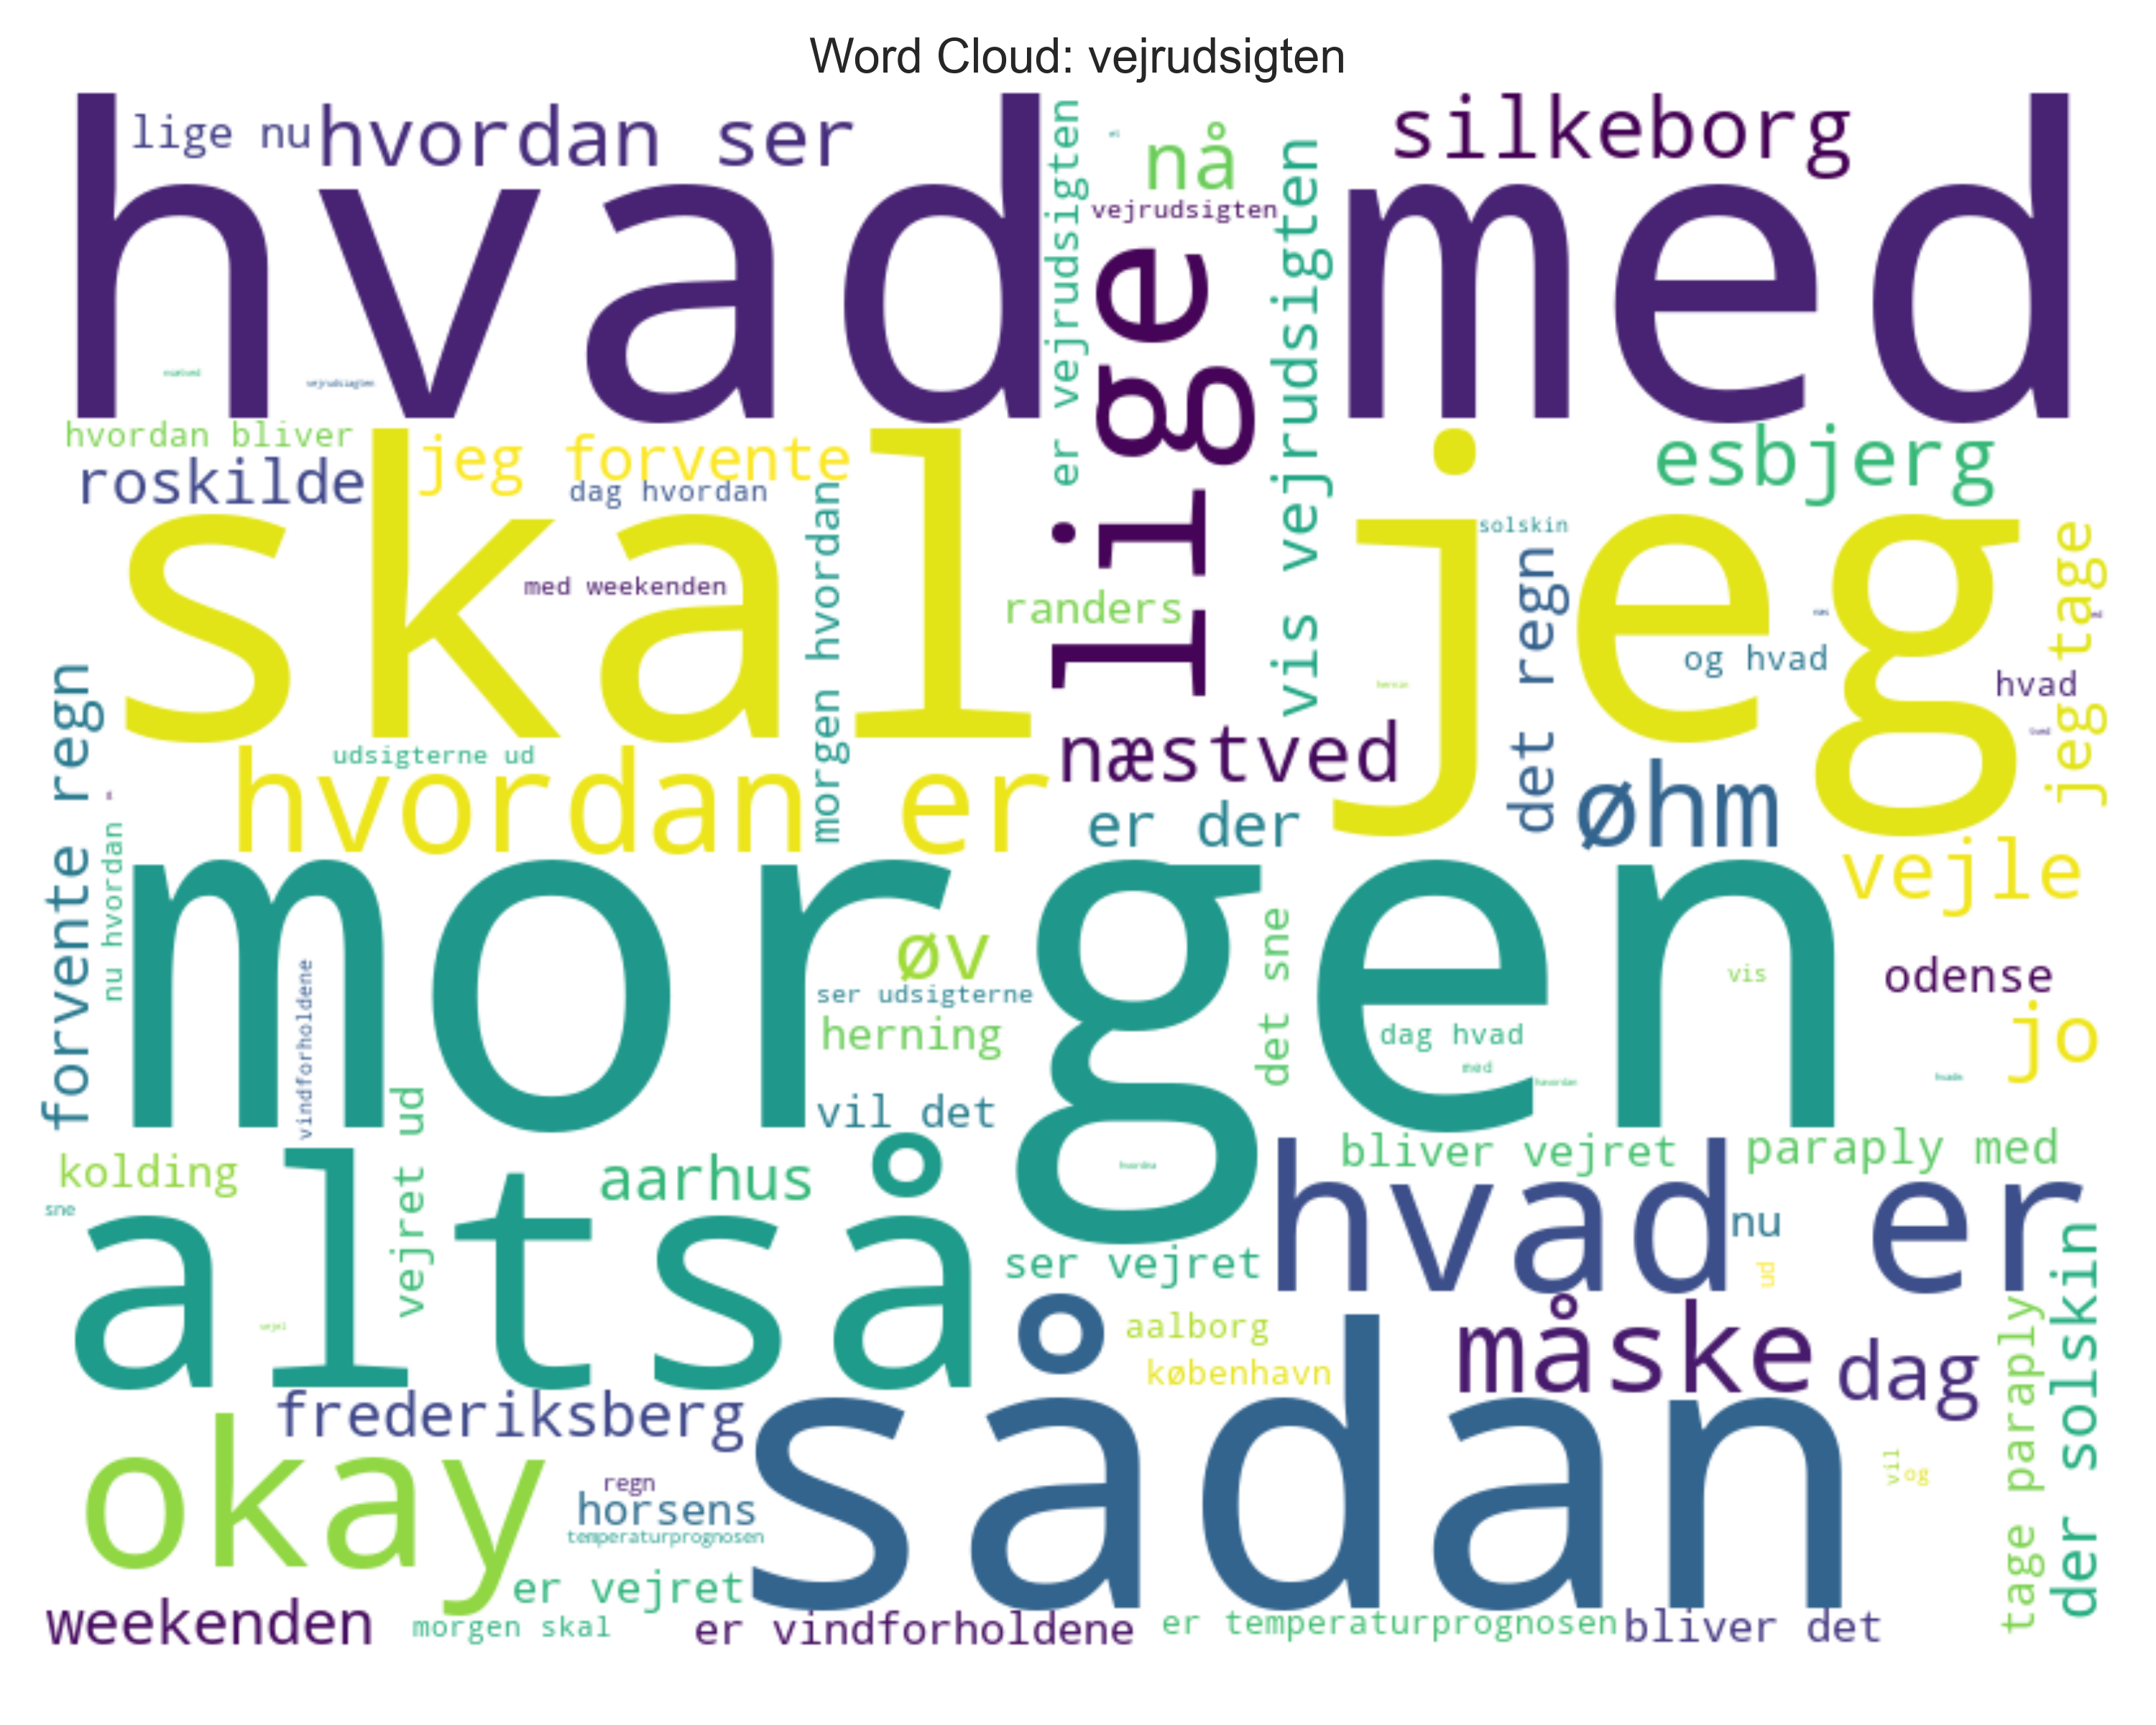 Word Cloud: vejrudsigten
lige nu
hvordan ser
silkeborg
nå
vejrudsigten
er vejrudsigten
hvad
lige
vis vejrudsigten
med
næstved
vejrudsigten
hvordan bliver
roskilde
jeg forvente
dag hvordan
esbjerg
solskin
skal
med weekenden
randers
jeg
det regn
og hvad
hvad
jeg tage
morgen hvordan
forvente regn
udsigterne ud
hvordan er
næstved
er der
øhm
vejle
nu hvordan
morgen
vindforholdene
øv
ser udsigterne
herning
det sne
vis
dag hvad
med
odense
jo
vil det
vejret ud
kolding
sne
aarhus
bliver vejret
paraply med
altså
ser vejret
hvad er
nu
ud
aalborg
københavn
måske
dag
der solskin
tage paraply
frederiksberg
okay
regn
horsens
temperaturprognosen
sådan
vil
og
er vejret
weekenden
morgen skal
er vindforholdene
er temperaturprognosen
bliver det